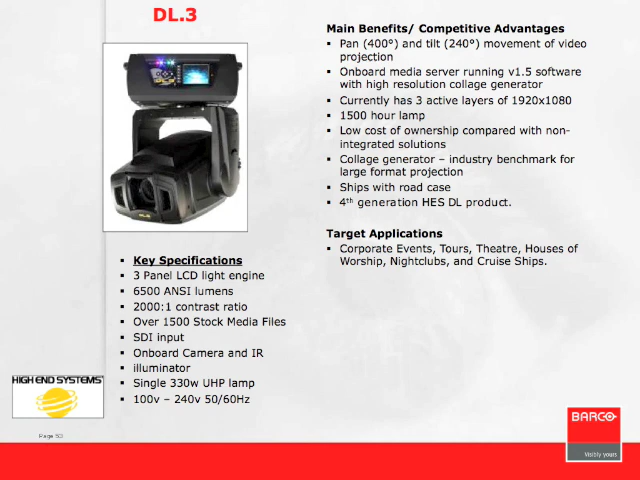 DL.3
Main Benefits/ Competitive Advantages
▪ Pan (400°) and tilt (240°) movement of video
projection
▪ Onboard media server running v1.5 software
with high resolution collage generator
▪ Currently has 3 active layers of 1920x1080
▪ 1500 hour lamp
▪ Low cost of ownership compared with non-
integrated solutions
▪ Collage generator – industry benchmark for
large format projection
▪ Ships with road case
▪ 4th generation HES DL product.
Target Applications
▪ Corporate Events, Tours, Theatre, Houses of
Worship, Nightclubs, and Cruise Ships.
▪ Key Specifications
▪ 3 Panel LCD light engine
▪ 6500 ANSI lumens
▪ 2000:1 contrast ratio
▪ Over 1500 Stock Media Files
▪ SDI input
▪ Onboard Camera and IR
▪ illuminator
▪ Single 330w UHP lamp
▪ 100v – 240v 50/60Hz
HIGH END SYSTEMS
BARCO
Visibly yours